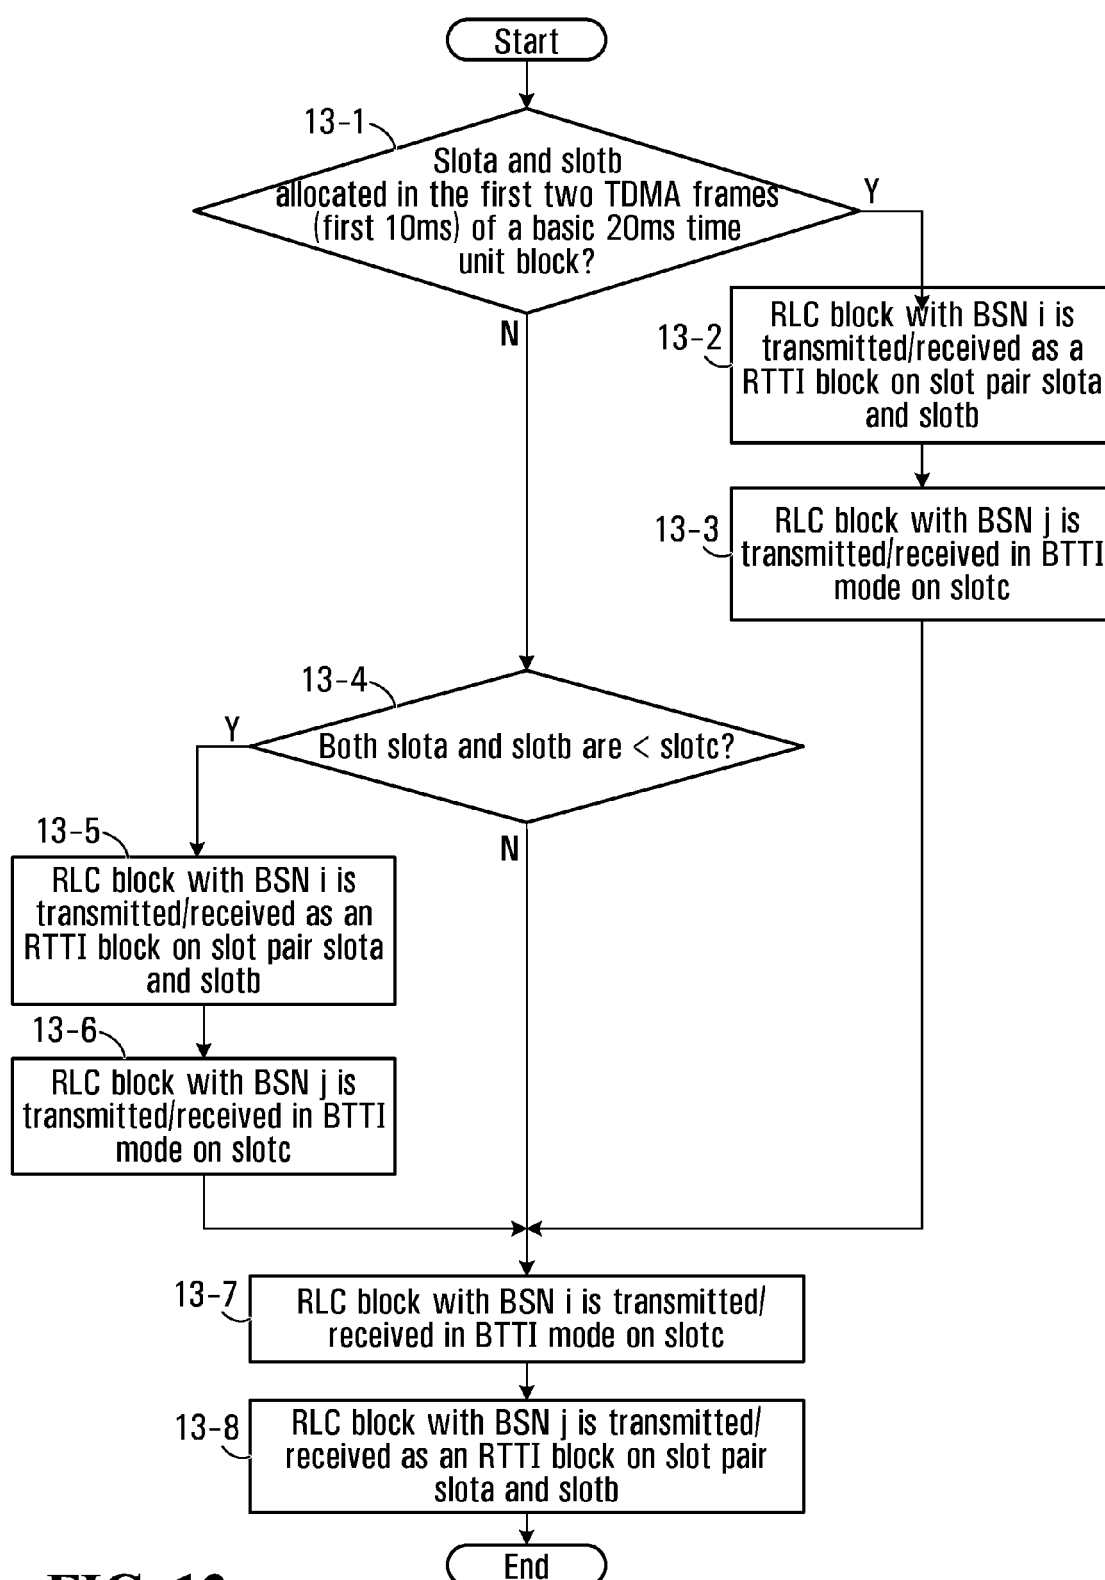 Start
13-1
Slota and slotb
allocated in the first two TDMA frames
(first 10ms) of a basic 20ms time
unit block?
Y
N
13-2
RLC block with BSN i is
transmitted/received as a
RTTI block on slot pair slota
and slotb
13-3
RLC block with BSN j is
transmitted/received in BTTI
mode on slotc
13-4
Both slota and slotb are < slotc?
Y
N
13-5
RLC block with BSN i is
transmitted/received as an
RTTI block on slot pair slota
and slotb
13-6
RLC block with BSN j is
transmitted/received in BTTI
mode on slotc
13-7
RLC block with BSN i is transmitted/
received in BTTI mode on slotc
13-8
RLC block with BSN j is transmitted/
received as an RTTI block on slot pair
slota and slotb
End